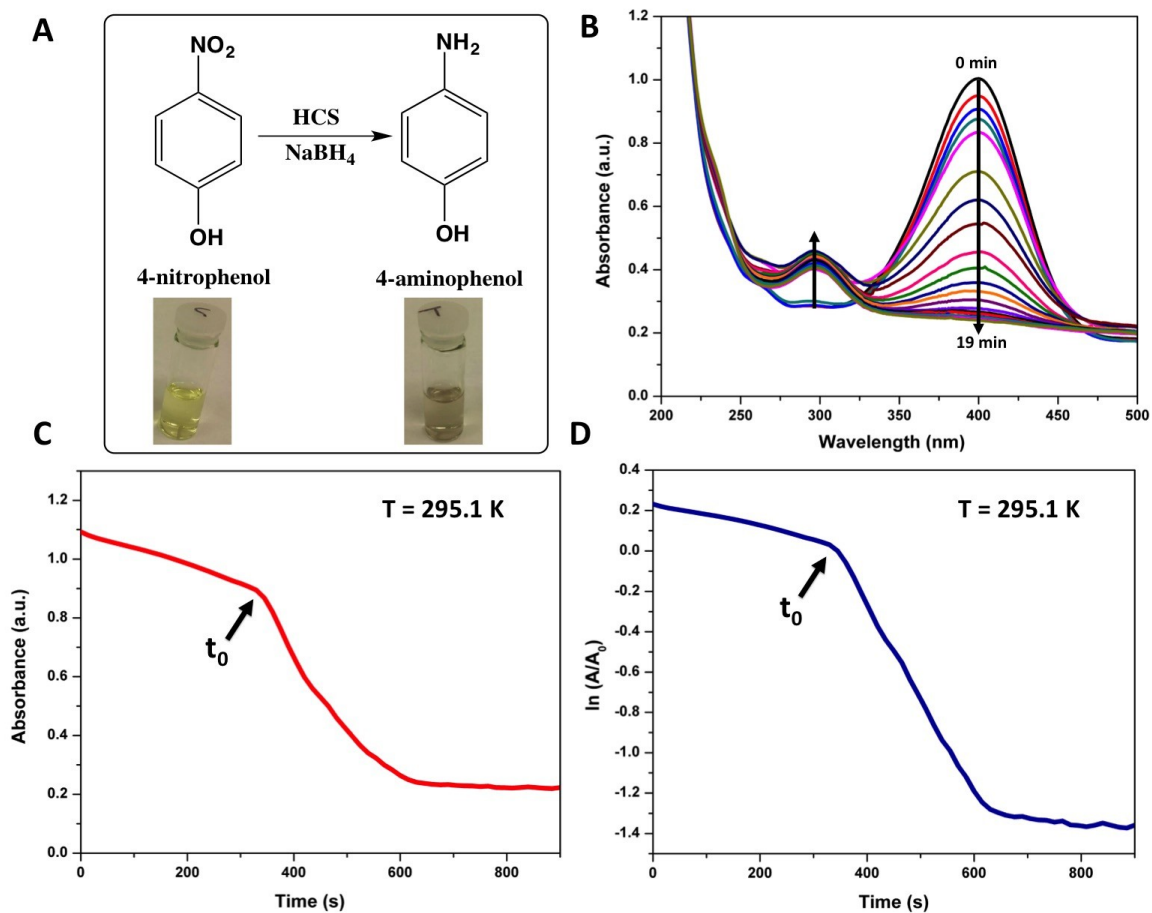 A
NO₂
NH₂
HCS
NaBH₄
OH
OH
4-nitrophenol
4-aminophenol
B
1.2
1.0
0.8
0.6
0.4
0.2
0.0
Absorbance (a.u.)
0 min
19 min
200 250 300 350 400 450 500
Wavelength (nm)
C
1.2
1.0
0.8
0.6
0.4
0.2
0.0
Absorbance (a.u.)
T = 295.1 K
t₀
0 200 400 600 800
Time (s)
D
0.4
0.2
0.0
-0.2
-0.4
-0.6
-0.8
-1.0
-1.2
-1.4
ln (A/A₀)
T = 295.1 K
t₀
0 200 400 600 800
Time (s)